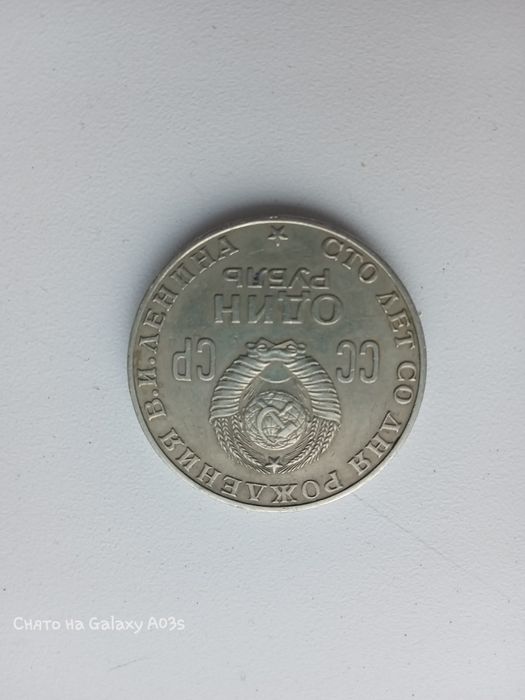 СТО ЛЕТ СО ДНЯ РОЖДЕНИЯ В.И.ЛЕНИНА
СС СР
ОДИН
РУБЛЬ
Снято на Galaxy A03s